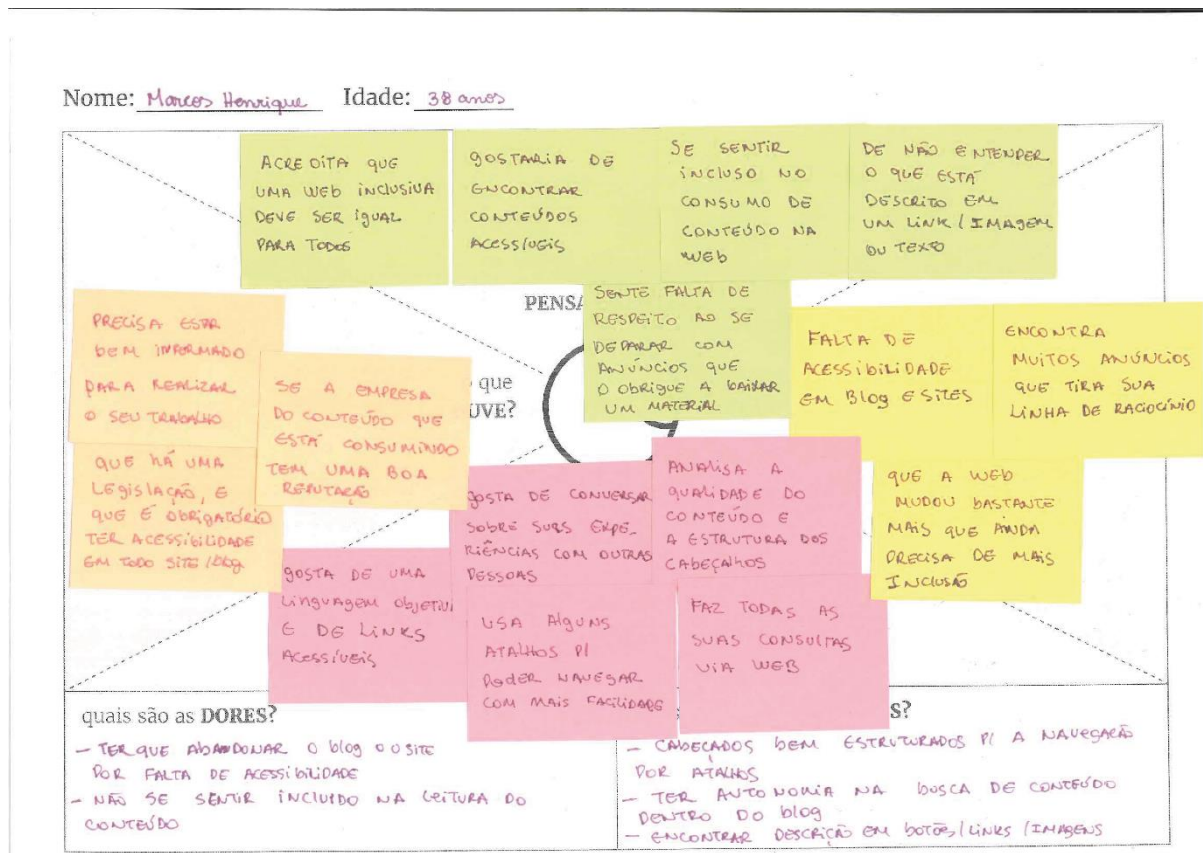 Nome: Marcos Henrique Idade: 38 anos
ACREDITA QUE
UMA WEB INCLUSIVA
DEVE SER IGUAL
PARA TODOS
GOSTARIA DE
ENCONTRAR
CONTEÚDOS
ACESSÍVEIS
SE SENTIR
INCLUSO NO
CONSUMO DE
CONTEÚDO NA
WEB
DE NÃO ENTENDER
O QUE ESTÁ
DESCRITO EM
UM LINK/IMAGEM
OU TEXTO
PENSA
SENTE FALTA DE
RESPEITO AO SE
DEPARAR COM
ANÚNCIOS QUE
O OBRIGUE A BAIXAR
UM MATERIAL
PRECISA ESTAR
BEM INFORMADO
PARA REALIZAR
O SEU TRABALHO
SE A EMPRESA
DO CONTEÚDO QUE
ESTÁ CONSUMINDO
TEM UMA BOA
REPUTAÇÃO
QUE HÁ UMA
LEGISLAÇÃO, E
QUE É OBRIGATÓRIO
TER ACESSIBILIDADE
EM TODO SITE/blog
que
UVE?
FALTA DE
ACESSIBILIDADE
EM Blog E SITES
ENCONTRA
MUITOS ANÚNCIOS
QUE TIRA SUA
LINHA DE RACIOCÍNIO
QUE A WEB
MUDOU BASTANTE
MAIS QUE AINDA
PRECISA DE MAIS
INCLUSÃO
GOSTA DE CONVERSAR
SOBRE SUAS EXPE-
RIÊNCIAS COM OUTRAS
PESSOAS
ANALISA A
QUALIDADE DO
CONTEÚDO E
A ESTRUTURA DOS
CABEÇALHOS
GOSTA DE UMA
LINGUAGEM OBJETIVA
E DE LINKS
ACESSÍVEIS
USA ALGUNS
ATALHOS P/
PODER NAVEGAR
COM MAIS FACILIDADE
FAZ TODAS AS
SUAS CONSULTAS
VIA WEB
quais são as DORES?
- TER QUE ABANDONAR O blog O O SITE
POR FALTA DE ACESSIBILIDADE
- NÃO SE SENTIR INCLUIDO NA LEITURA DO
CONTEÚDO
S?
- CABEÇADOS BEM ESTRUTURADOS P/ A NAVEGAÇÃO
POR ATALHOS
- TER AUTONOMIA NA BUSCA DE CONTEÚDO
DENTRO DO blog
- ENCONTRAR DESCRIÇÃO EM BOTÕES/LINKS/IMAGENS